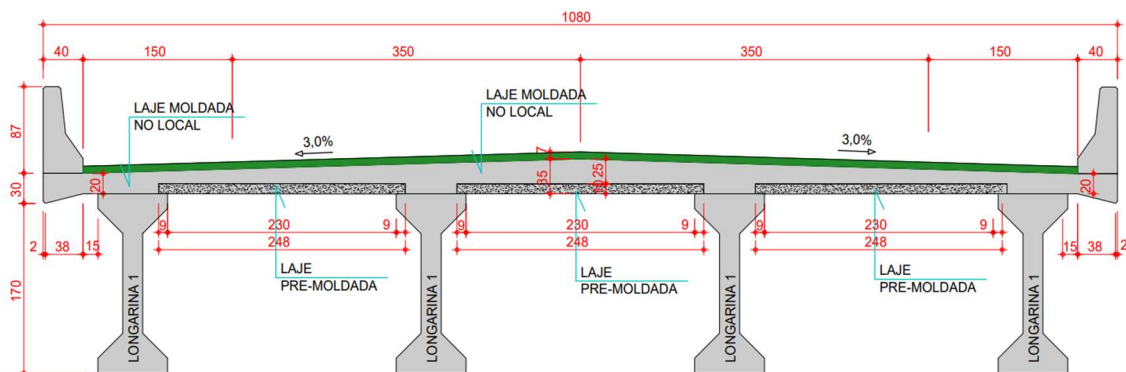 1080
40
150
350
350
150
40
LAJE MOLDADA
NO LOCAL
LAJE MOLDADA
NO LOCAL
87
3,0%
3,0%
7
30
20
35
10
25
20
9
230
9
9
230
9
9
230
9
2
38
15
248
248
248
15
38
2
170
LAJE
PRE-MOLDADA
LAJE
PRE-MOLDADA
LAJE
PRE-MOLDADA
LONGARINA 1
LONGARINA 1
LONGARINA 1
LONGARINA 1